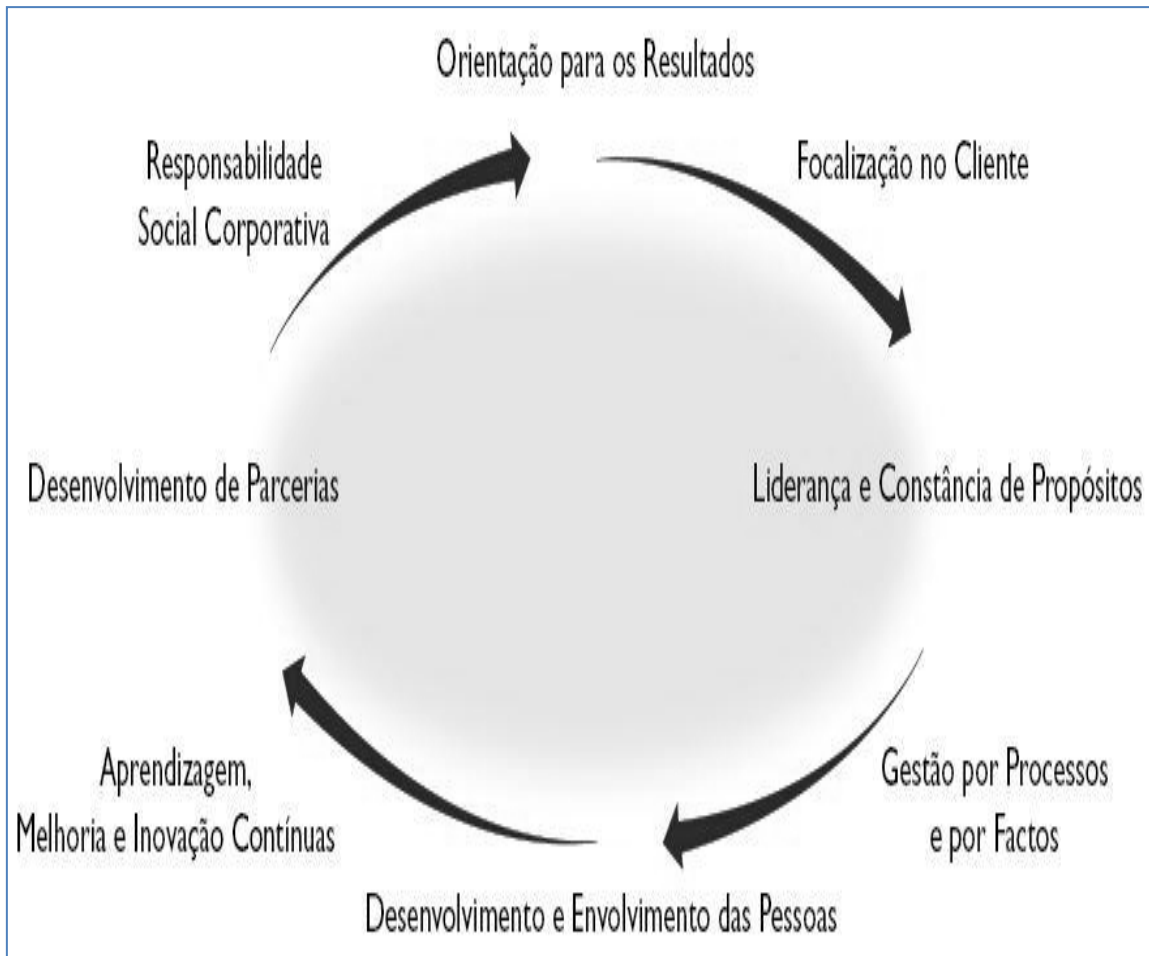 Orientação para os Resultados
Responsabilidade
Social Corporativa
Focalização no Cliente
Desenvolvimento de Parcerias
Liderança e Constância de Propósitos
Aprendizagem,
Melhoria e Inovação Contínuas
Gestão por Processos
e por Factos
Desenvolvimento e Envolvimento das Pessoas